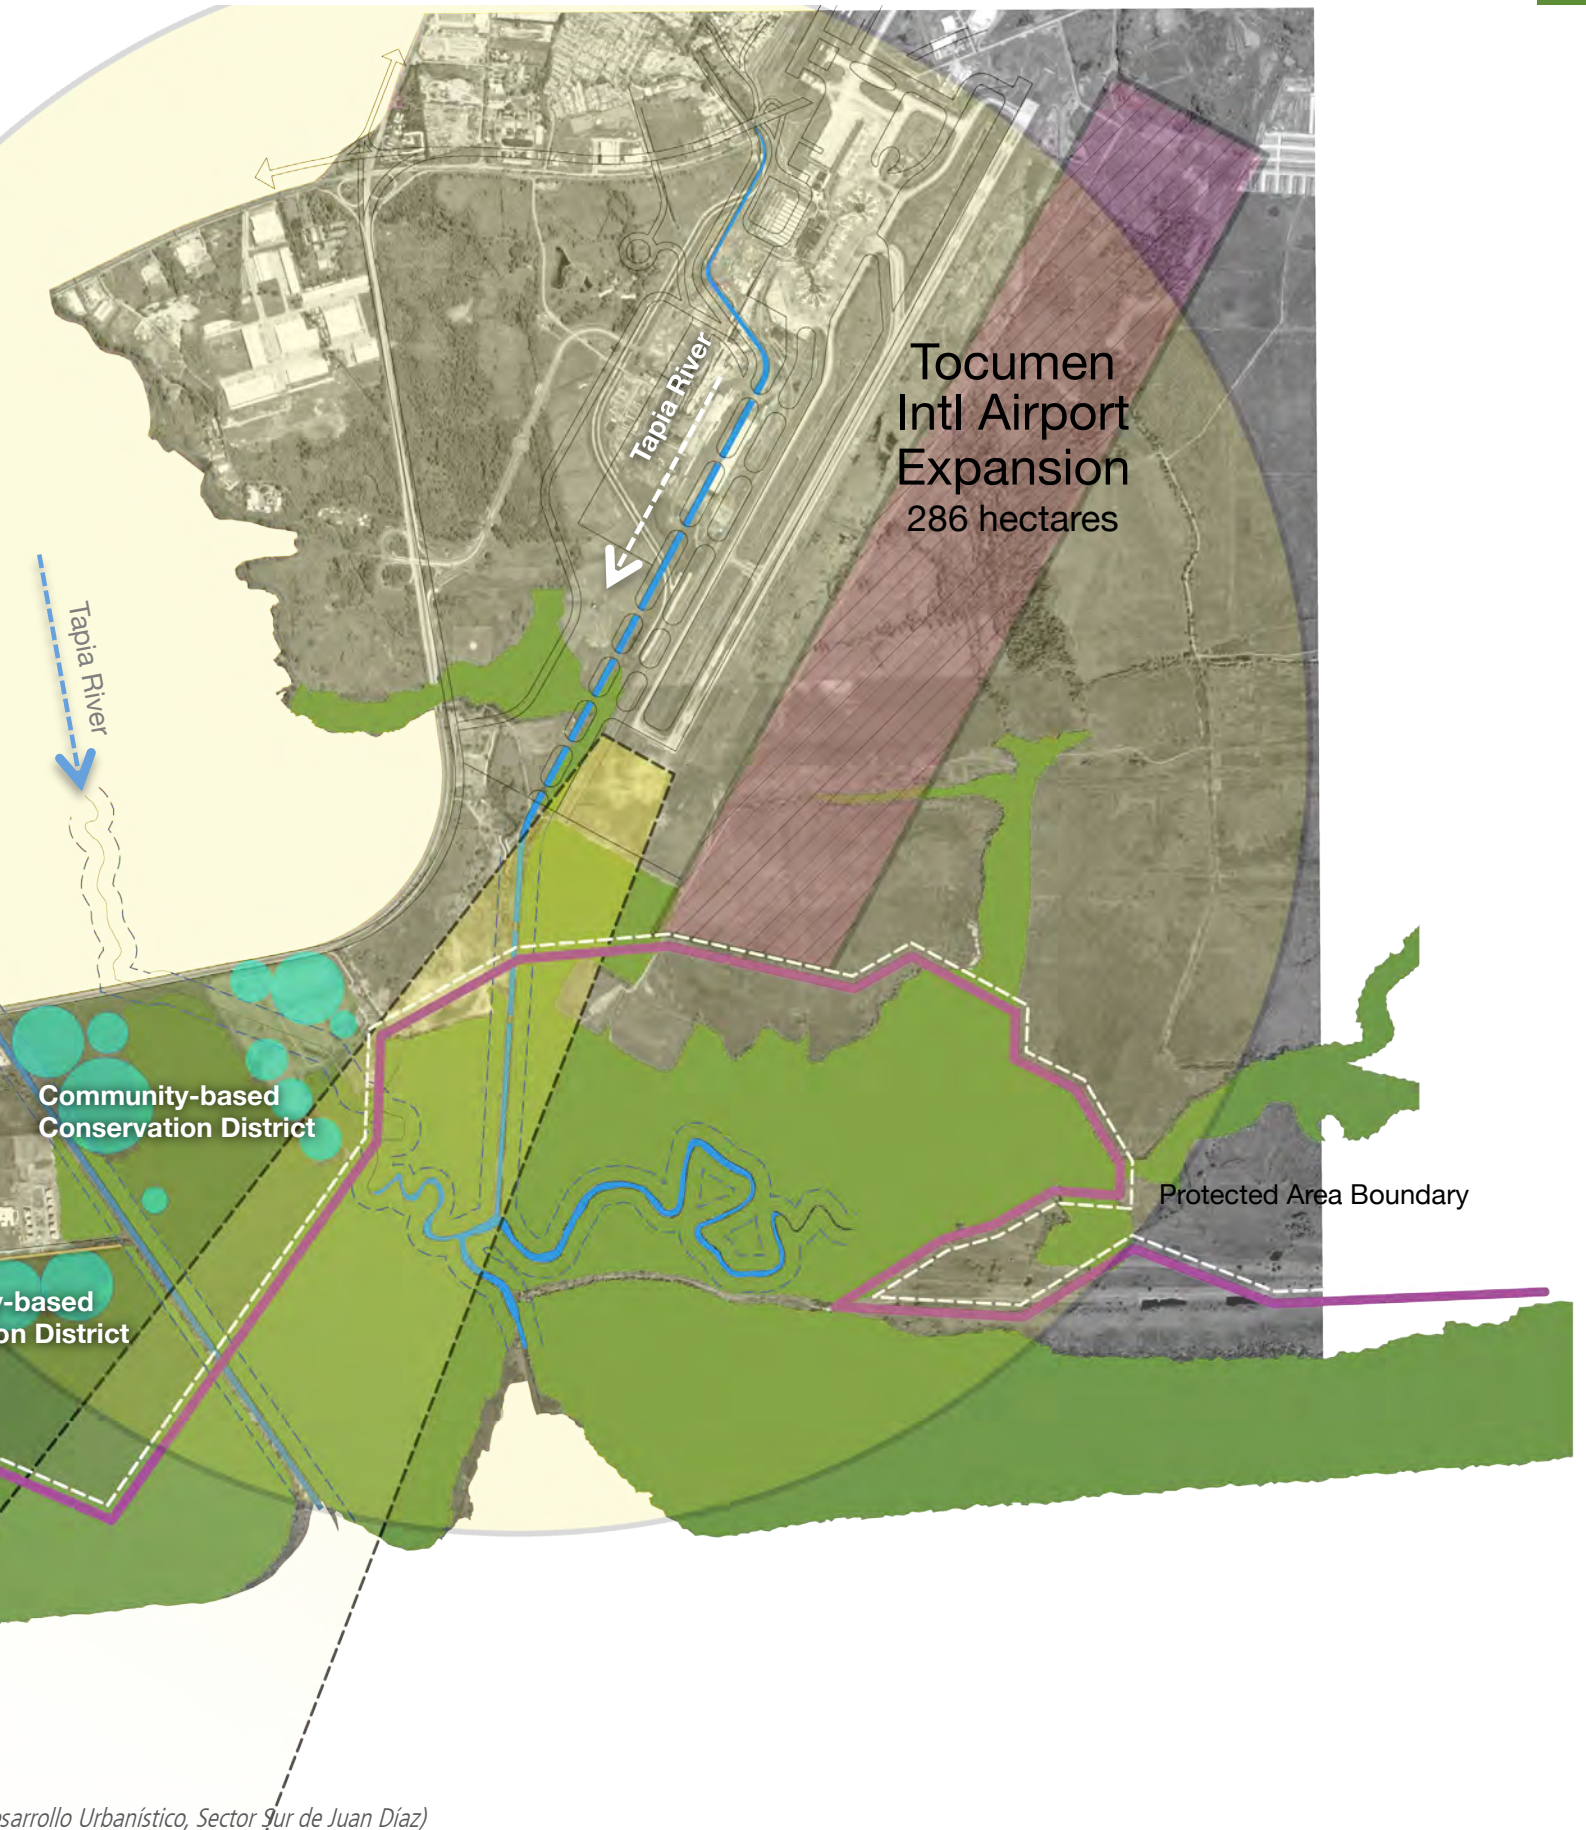 Tapia River
Tocumen
Intl Airport
Expansion
286 hectares
Tapia River
Community-based
Conservation District
Protected Area Boundary
y-based
on District
esarrollo Urbanístico, Sector Sur de Juan Díaz)